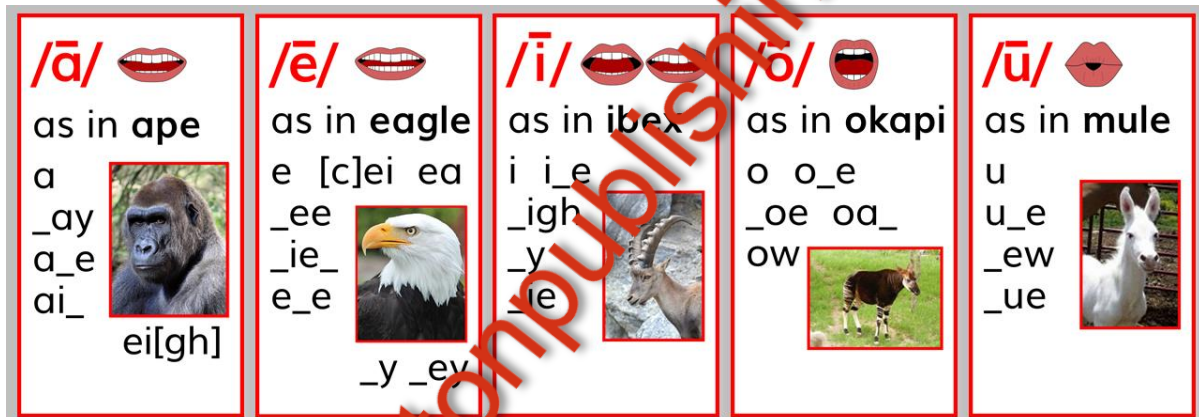 /ā/
as in ape
a
_ay
a_e
ai_
ei[gh]
/ē/
as in eagle
e [c]ei ea
_ee
_ie_
e_e
_y _ey
/ī/
as in ibex
i i_e
_igh
_y
_ie
/ō/
as in okapi
o o_e
_oe oa_
ow
/ū/
as in mule
u
u_e
_ew
_ue
onpublishin